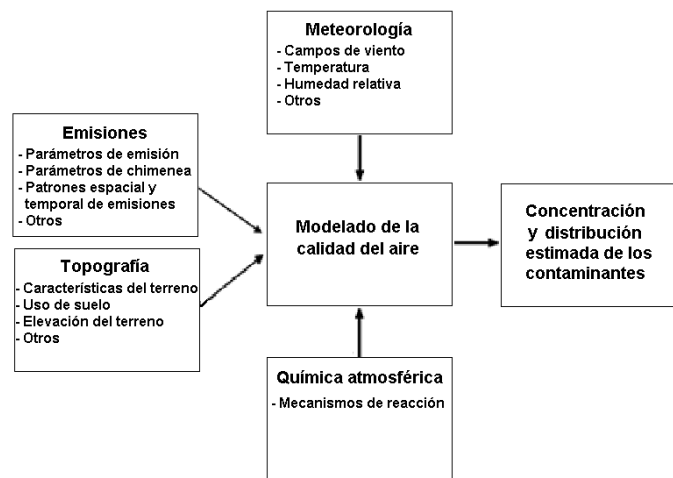 Meteorología
- Campos de viento
- Temperatura
- Humedad relativa
- Otros
Emisiones
- Parámetros de emisión
- Parámetros de chimenea
- Patrones espacial y
temporal de emisiones
- Otros
Topografía
- Características del terreno
- Uso de suelo
- Elevación del terreno
- Otros
Modelado de la
calidad del aire
Concentración
y distribución
estimada de los
contaminantes
Química atmosférica
- Mecanismos de reacción